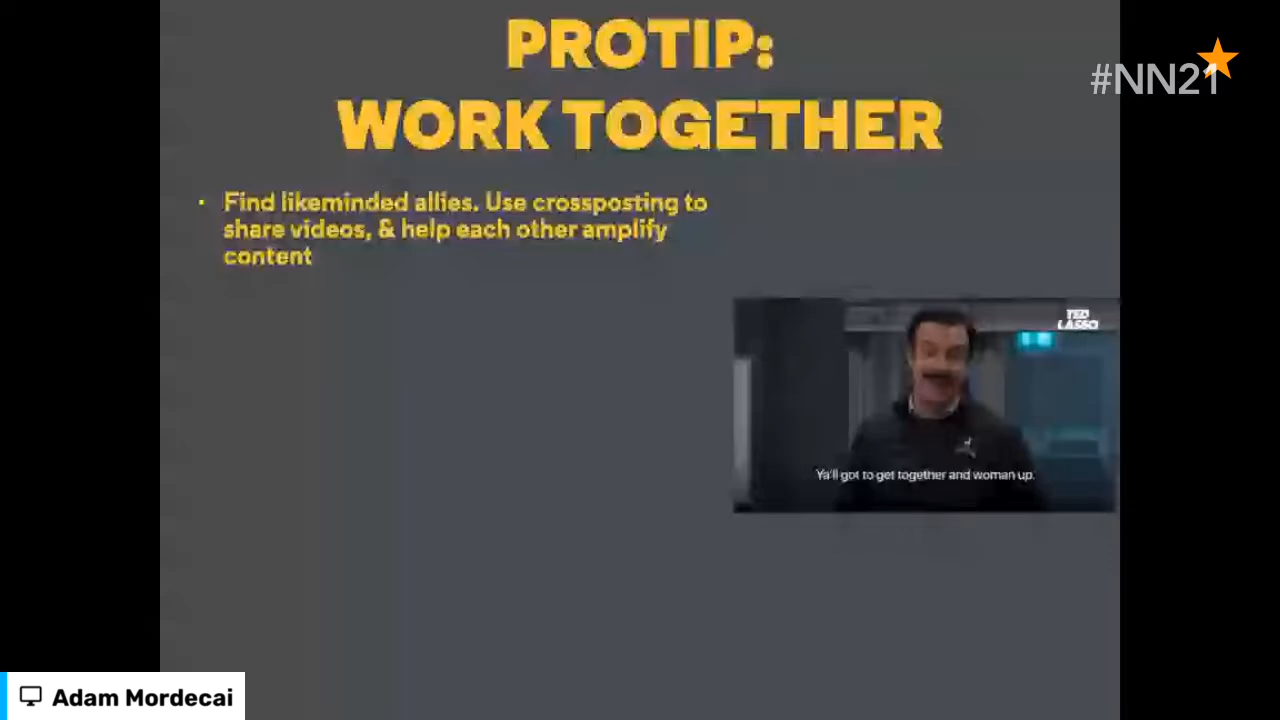 PROTIP:
WORK TOGETHER
#NN21
• Find likeminded allies. Use crossposting to
share videos, & help each other amplify
content
TED
LASSO
Ya'll got to get together and woman up.
Adam Mordecai